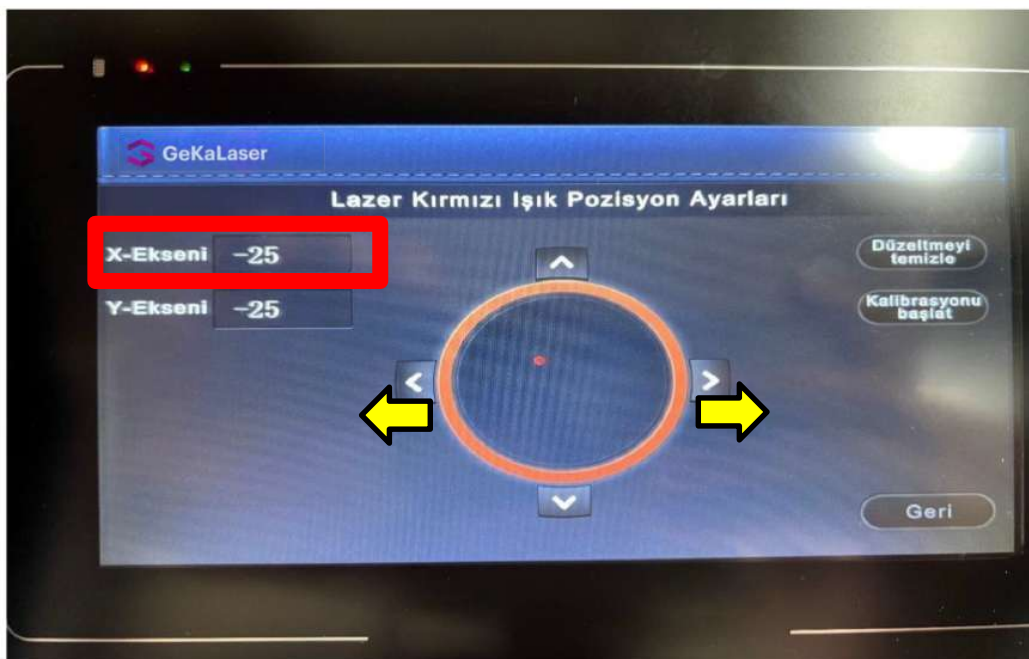 GeKaLaser
Lazer Kırmızı Işık Pozisyon Ayarları
X-Ekseni -25
Düzeltmeyi
temizle
Y-Ekseni -25
Kalibrasyonu
başlat
Geri